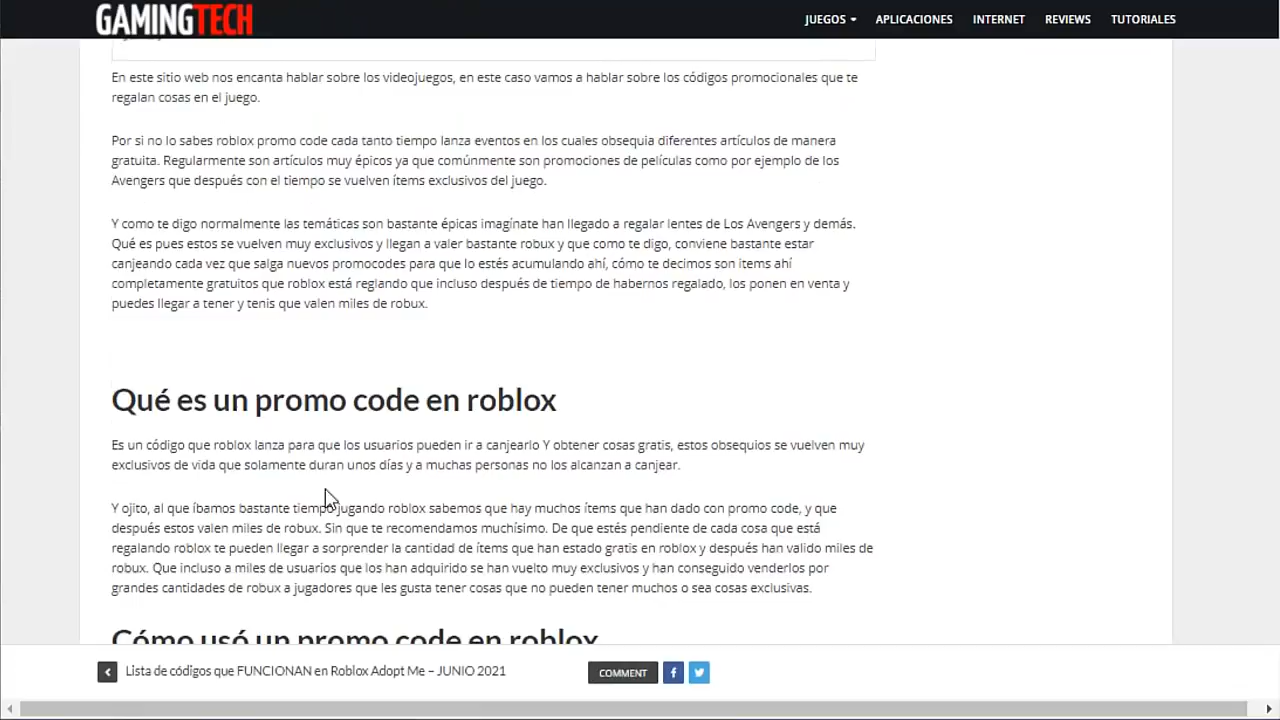 GAMINGTECH
JUEGOS
APLICACIONES
INTERNET
REVIEWS
TUTORIALES
En este sitio web nos encanta hablar sobre los videojuegos, en este caso vamos a hablar sobre los códigos promocionales que te
regalan cosas en el juego.
Por si no lo sabes roblox promo code cada tanto tiempo lanza eventos en los cuales obsequia diferentes artículos de manera
gratuita. Regularmente son artículos muy épicos ya que comúnmente son promociones de películas como por ejemplo de los
Avengers que después con el tiempo se vuelven ítems exclusivos del juego.
Y como te digo normalmente las temáticas son bastante épicas imagínate han llegado a regalar lentes de Los Avengers y demás.
Qué es pues estos se vuelven muy exclusivos y llegan a valer bastante robux y que como te digo, conviene bastante estar
canjeando cada vez que salga nuevos promocodes para que lo estés acumulando ahí, cómo te decimos son items ahí
completamente gratuitos que roblox está reglando que incluso después de tiempo de habernos regalado, los ponen en venta y
puedes llegar a tener y tenis que valen miles de robux.
Qué es un promo code en roblox
Es un código que roblox lanza para que los usuarios pueden ir a canjearlo Y obtener cosas gratis, estos obsequios se vuelven muy
exclusivos de vida que solamente duran unos días y a muchas personas no los alcanzan a canjear.
Y ojito, al que íbamos bastante tiempo jugando roblox sabemos que hay muchos ítems que han dado con promo code, y que
después estos valen miles de robux. Sin que te recomendamos muchísimo. De que estés pendiente de cada cosa que está
regalando roblox te pueden llegar a sorprender la cantidad de ítems que han estado gratis en roblox y después han valido miles de
robux. Que incluso a miles de usuarios que los han adquirido se han vuelto muy exclusivos y han conseguido venderlos por
grandes cantidades de robux a jugadores que les gusta tener cosas que no pueden tener muchos o sea cosas exclusivas.
Cómo usó un promo code en roblox
Lista de códigos que FUNCIONAN en Roblox Adopt Me – JUNIO 2021
COMMENT